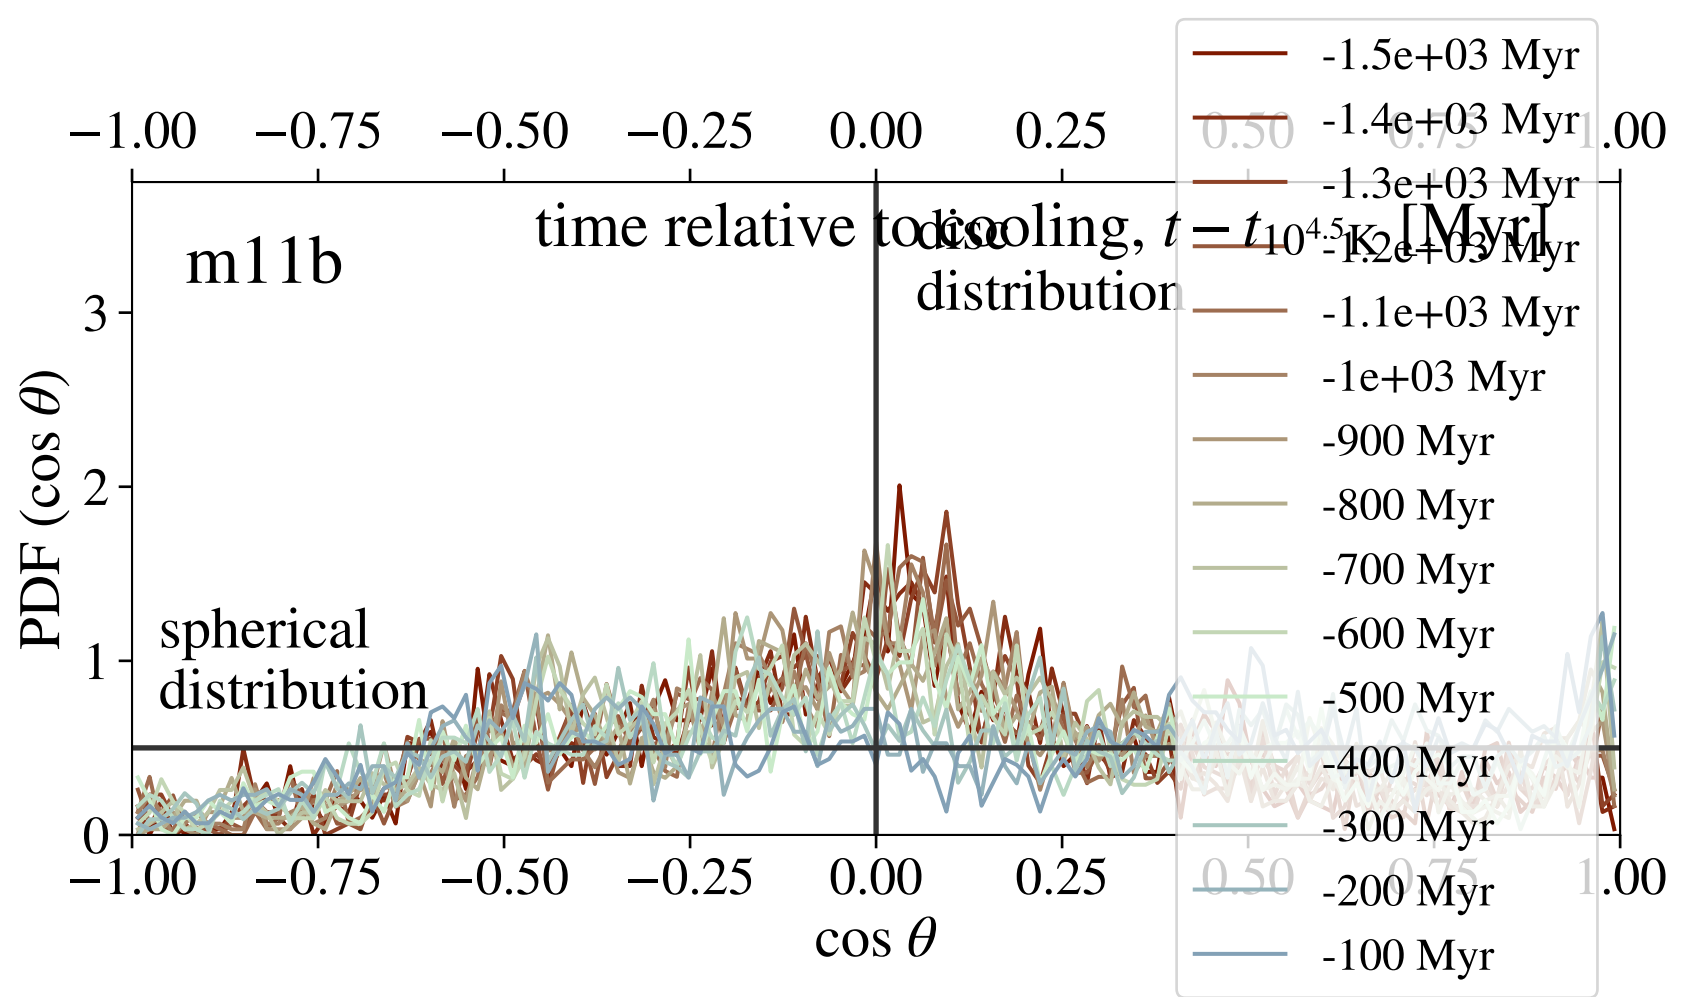 −1.00 −0.75 −0.50 −0.25 0.00 0.25 0.50 0.75 1.00
time relative to cooling, t − t10^4.5 K [Myr]
m11b
disc
distribution
spherical
distribution
PDF (cos θ)
3
2
1
0
−1.00 −0.75 −0.50 −0.25 0.00 0.25 0.50 0.75 1.00
cos θ
-1.5e+03 Myr
-1.4e+03 Myr
-1.3e+03 Myr
-1.2e+03 Myr
-1.1e+03 Myr
-1e+03 Myr
-900 Myr
-800 Myr
-700 Myr
-600 Myr
-500 Myr
-400 Myr
-300 Myr
-200 Myr
-100 Myr